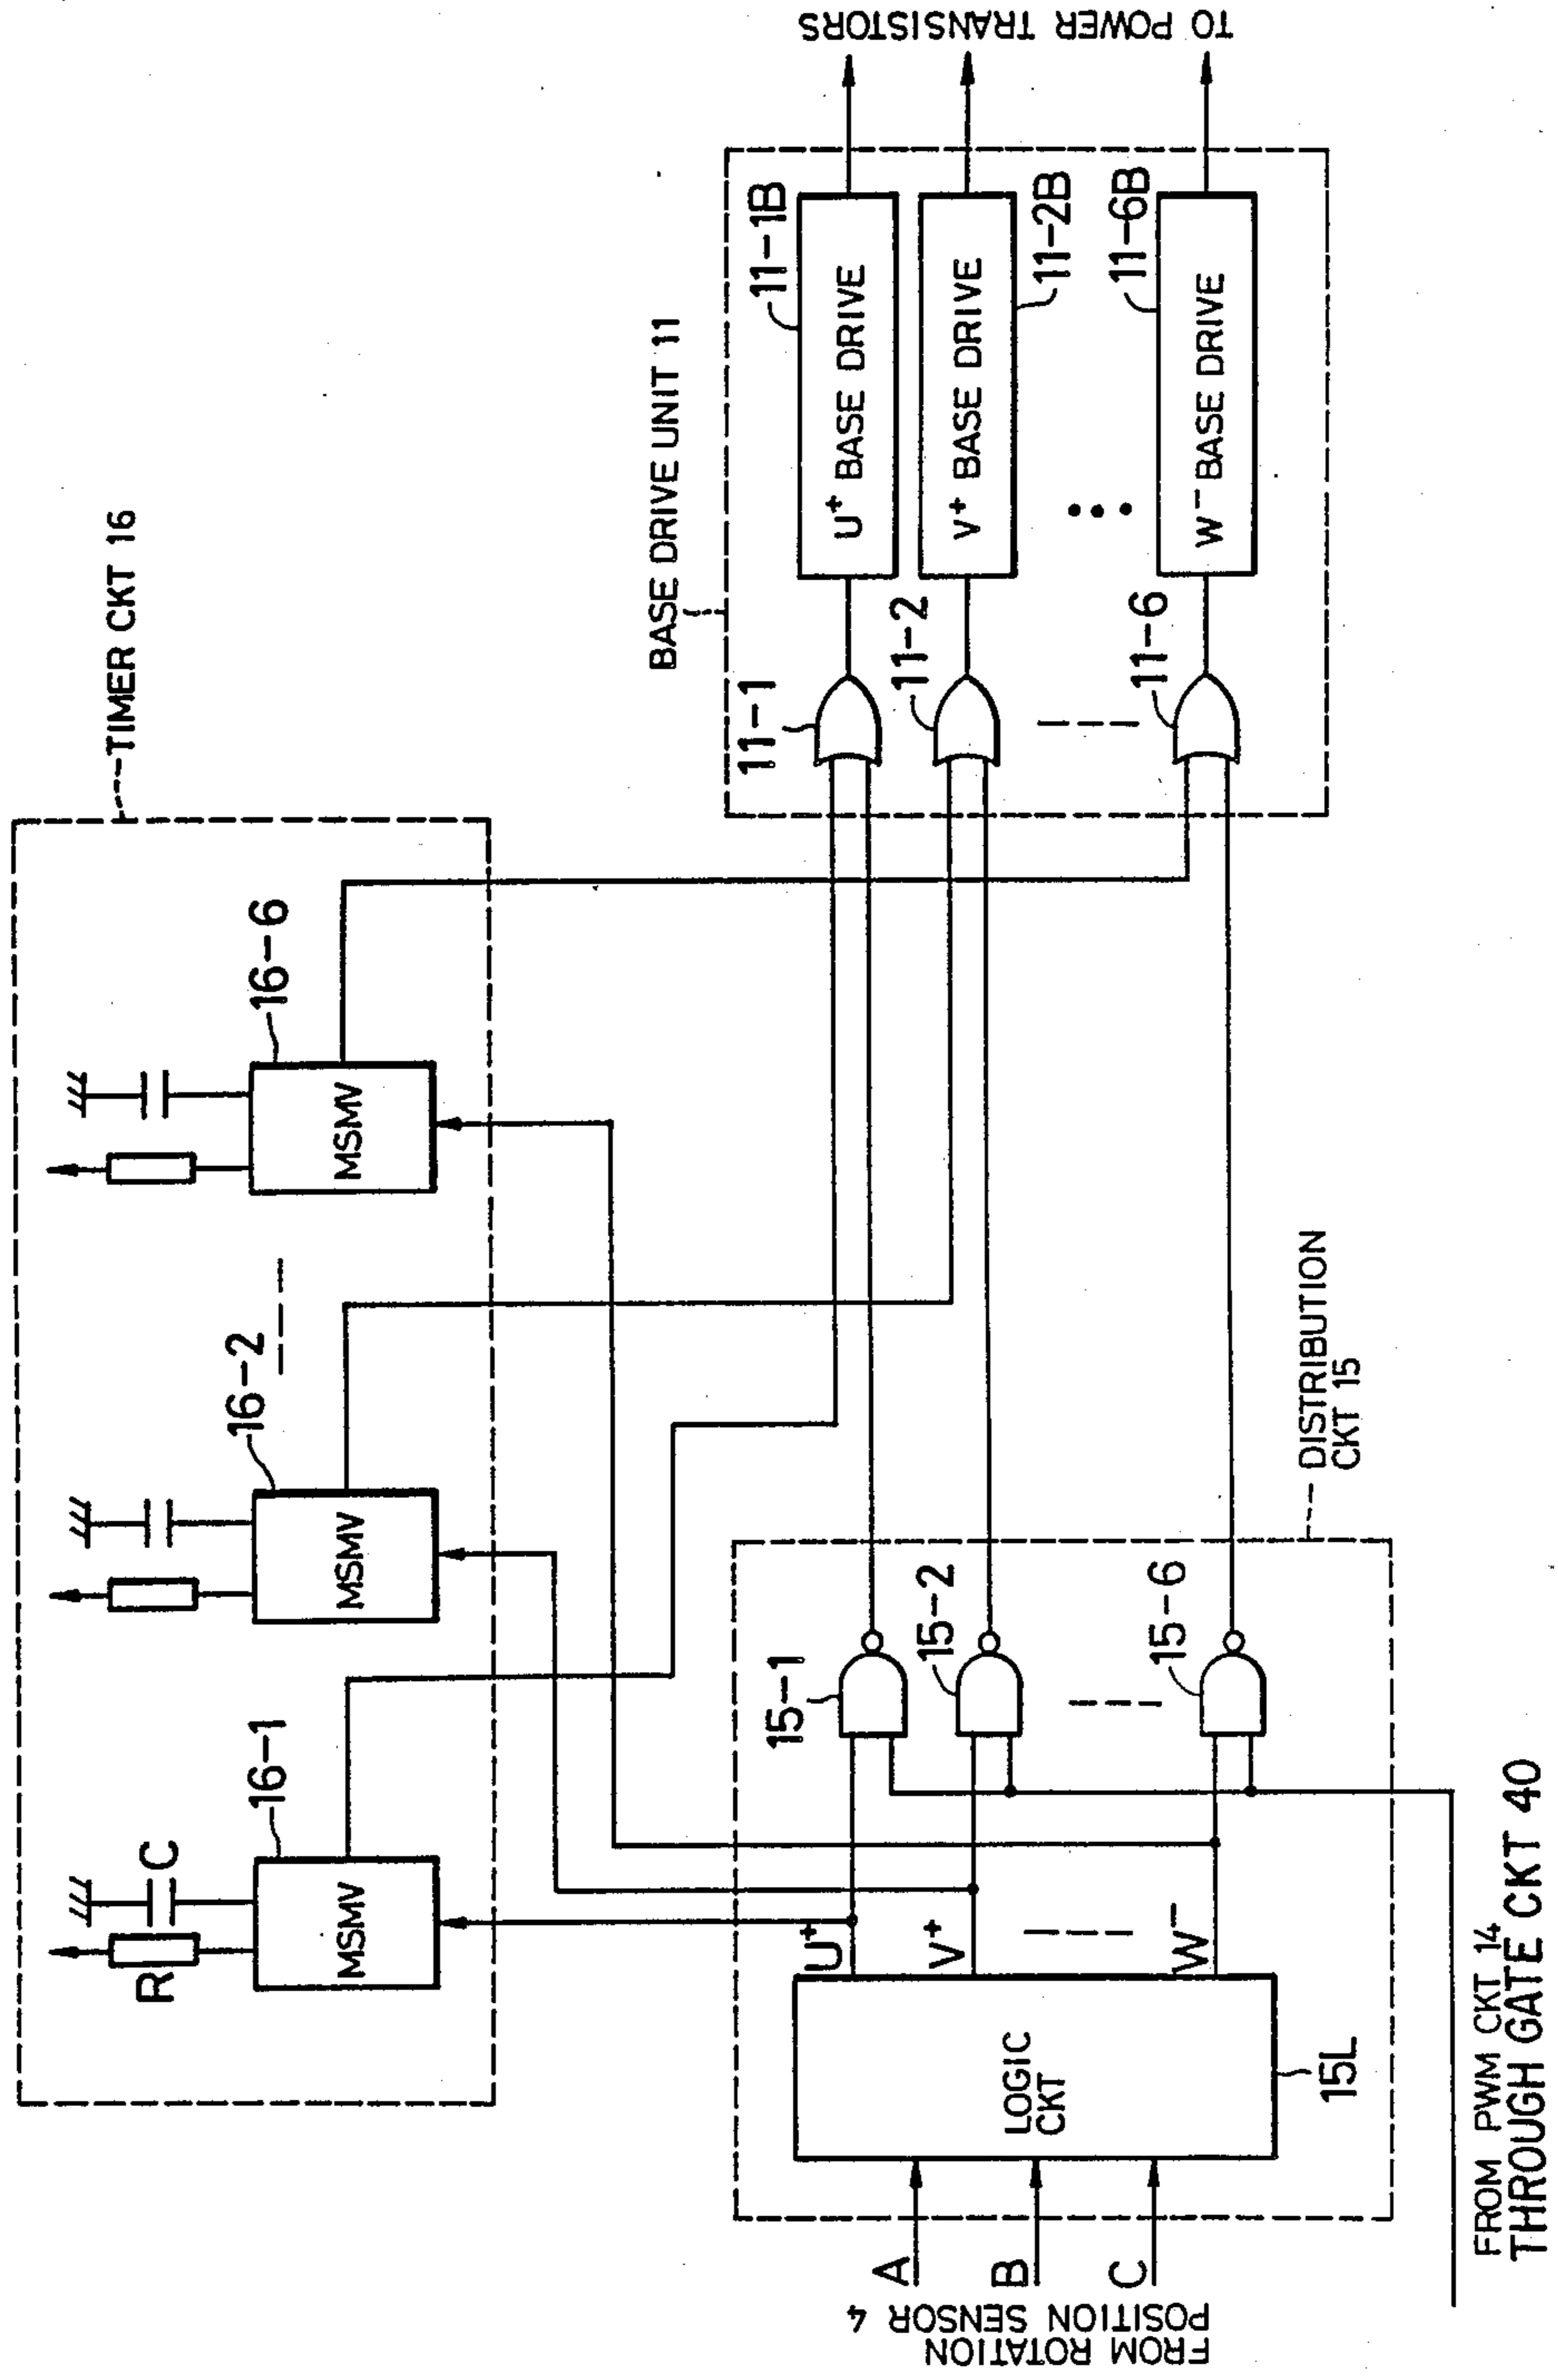 TIMER CKT 16
16-1
16-2
16-6
R
C
MSMV
MSMV
MSMV
BASE DRIVE UNIT 11
11-1
11-1B
U+ BASE DRIVE
11-2
V+ BASE DRIVE
11-2B
11-6
11-6B
W- BASE DRIVE
TO POWER TRANSISTORS
FROM ROTATION
POSITION SENSOR 4
A
B
C
LOGIC
CKT
15L
U+
V+
W-
15-1
15-2
15-6
DISTRIBUTION
CKT 15
FROM PWM CKT 14
THROUGH GATE CKT 40